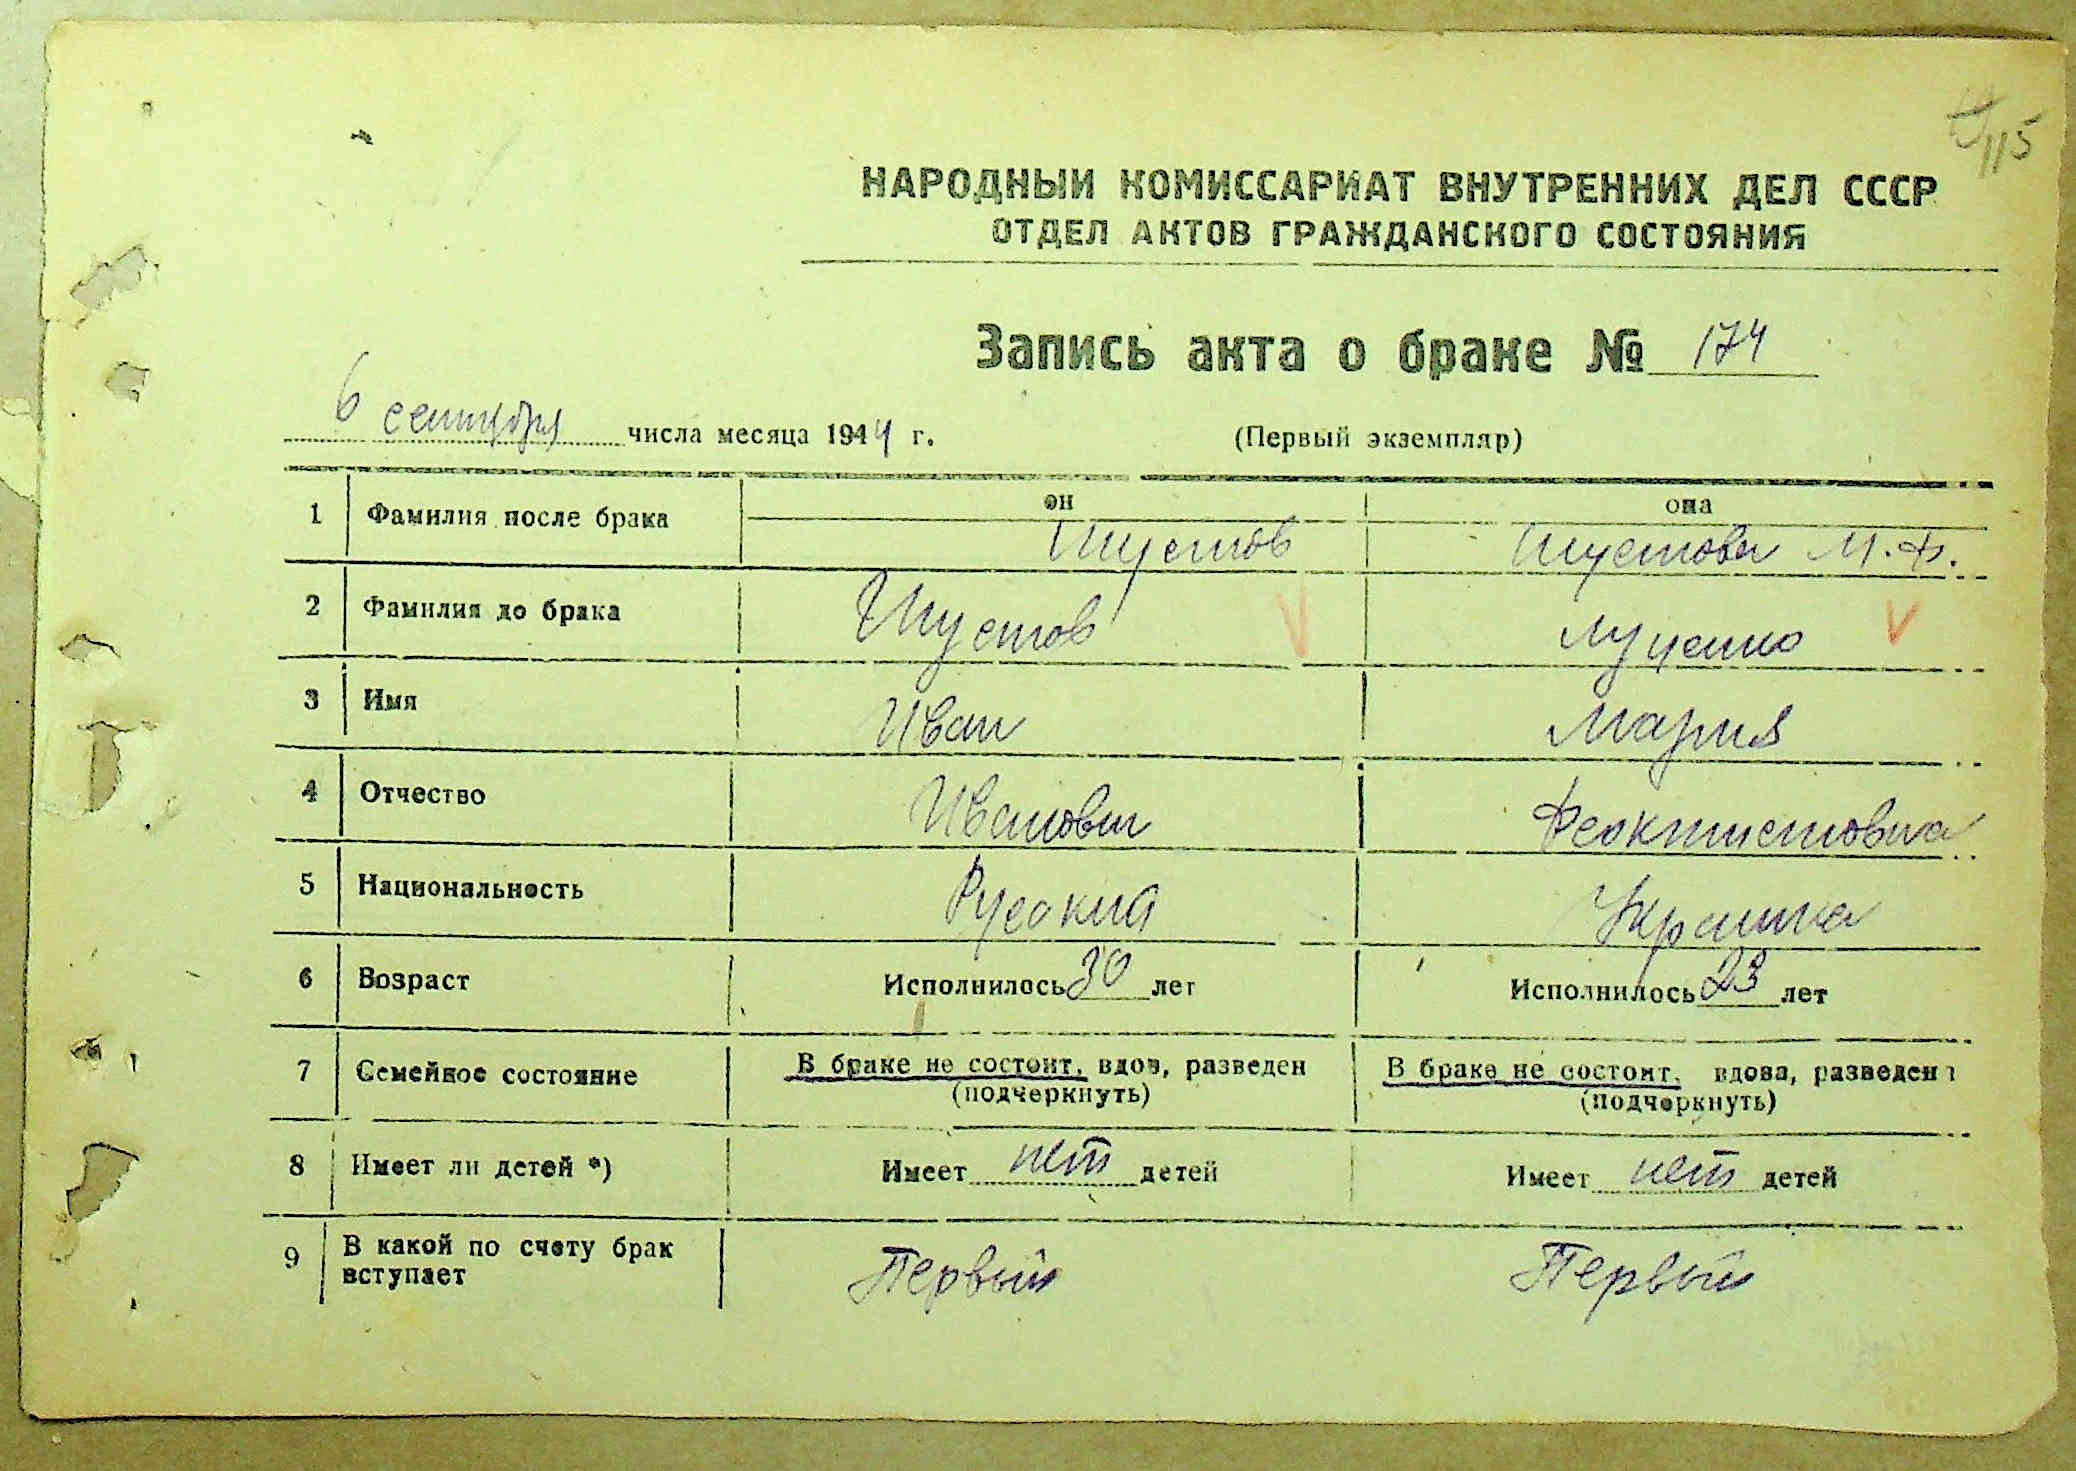 115
НАРОДНЫЙ КОМИССАРИАТ ВНУТРЕННИХ ДЕЛ СССР
ОТДЕЛ АКТОВ ГРАЖДАНСКОГО СОСТОЯНИЯ
Запись акта о браке № 174
6 сентября числа месяца 1944 г. (Первый экземпляр)
он она
1 Фамилия после брака Шустов Шустова М.Ф.
2 Фамилия до брака Шустов Луценко
3 Имя Иван Мария
4 Отчество Иванович Феоктистовна
5 Национальность Русский Украинка
6 Возраст Исполнилось 30 лет Исполнилось 23 лет
7 Семейное состояние В браке не состоит, вдов, разведен В браке не состоит, вдова, разведена
(подчеркнуть) (подчеркнуть)
8 Имеет ли детей *) Имеет нет детей Имеет нет детей
9 В какой по счету брак
вступает Первый Первый